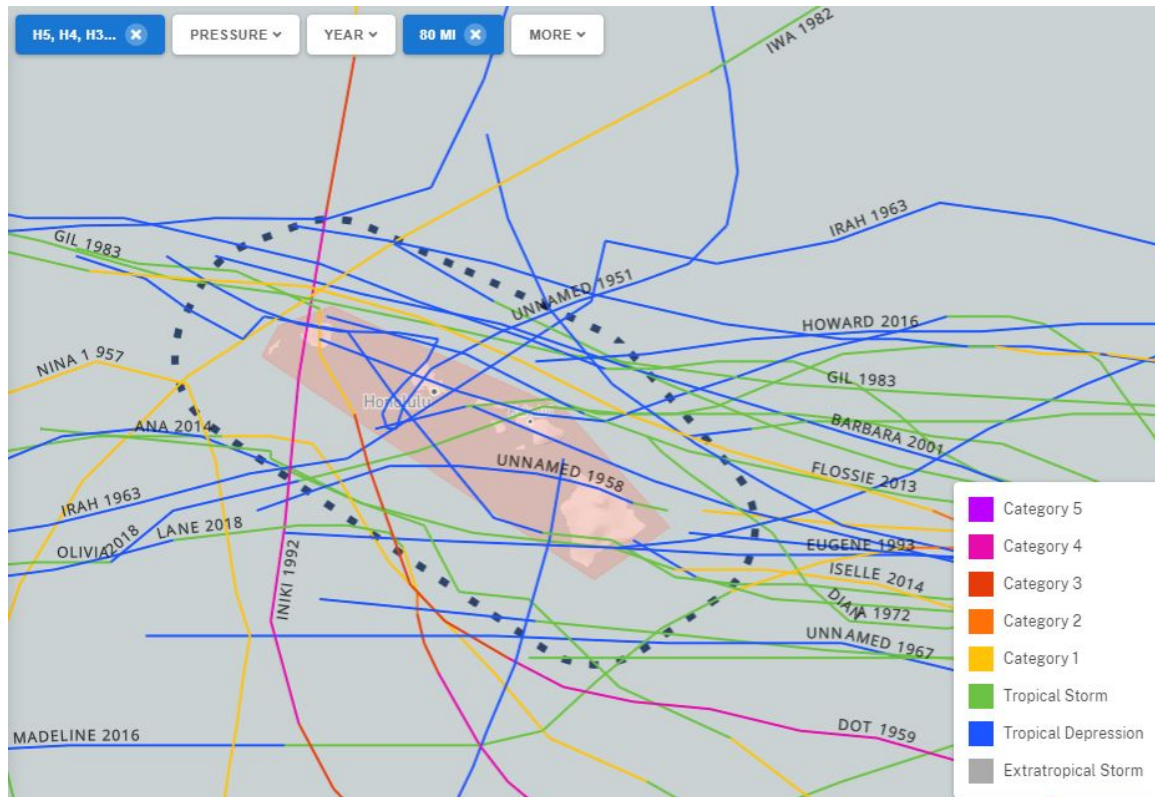 H5, H4, H3...
PRESSURE
YEAR
80 MI
MORE
IWA 1982
IRAH 1963
GIL 1983
UNNAMED 1951
HOWARD 2016
NINA 1 957
GIL 1983
Honolulu
BARBARA 2001
ANA 2014
UNNAMED 1958
FLOSSIE 2013
IRAH 1963
LANE 2018
OLIVIA 2018
EUGENE 1993
INIKI 1992
ISELLE 2014
DIANA 1972
UNNAMED 1967
MADELINE 2016
DOT 1959
Category 5
Category 4
Category 3
Category 2
Category 1
Tropical Storm
Tropical Depression
Extratropical Storm